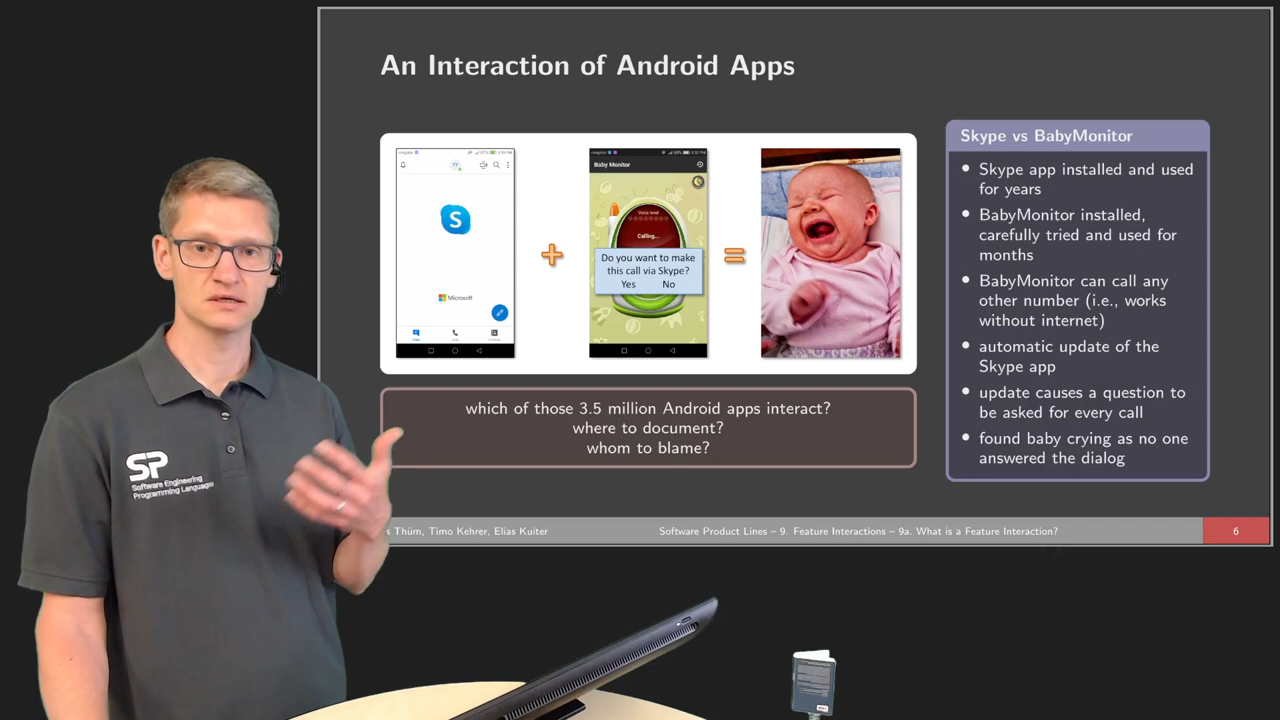 An Interaction of Android Apps
Baby Monitor
Voice level
Calling...
Do you want to make
this call via Skype?
Yes No
S
Microsoft
which of those 3.5 million Android apps interact?
where to document?
whom to blame?
Skype vs BabyMonitor
Skype app installed and used
for years
BabyMonitor installed,
carefully tried and used for
months
BabyMonitor can call any
other number (i.e., works
without internet)
automatic update of the
Skype app
update causes a question to
be asked for every call
found baby crying as no one
answered the dialog
s Thüm, Timo Kehrer, Elias Kuiter
Software Product Lines – 9. Feature Interactions – 9a. What is a Feature Interaction?
6
SP
Software Engineering
Programming Languages